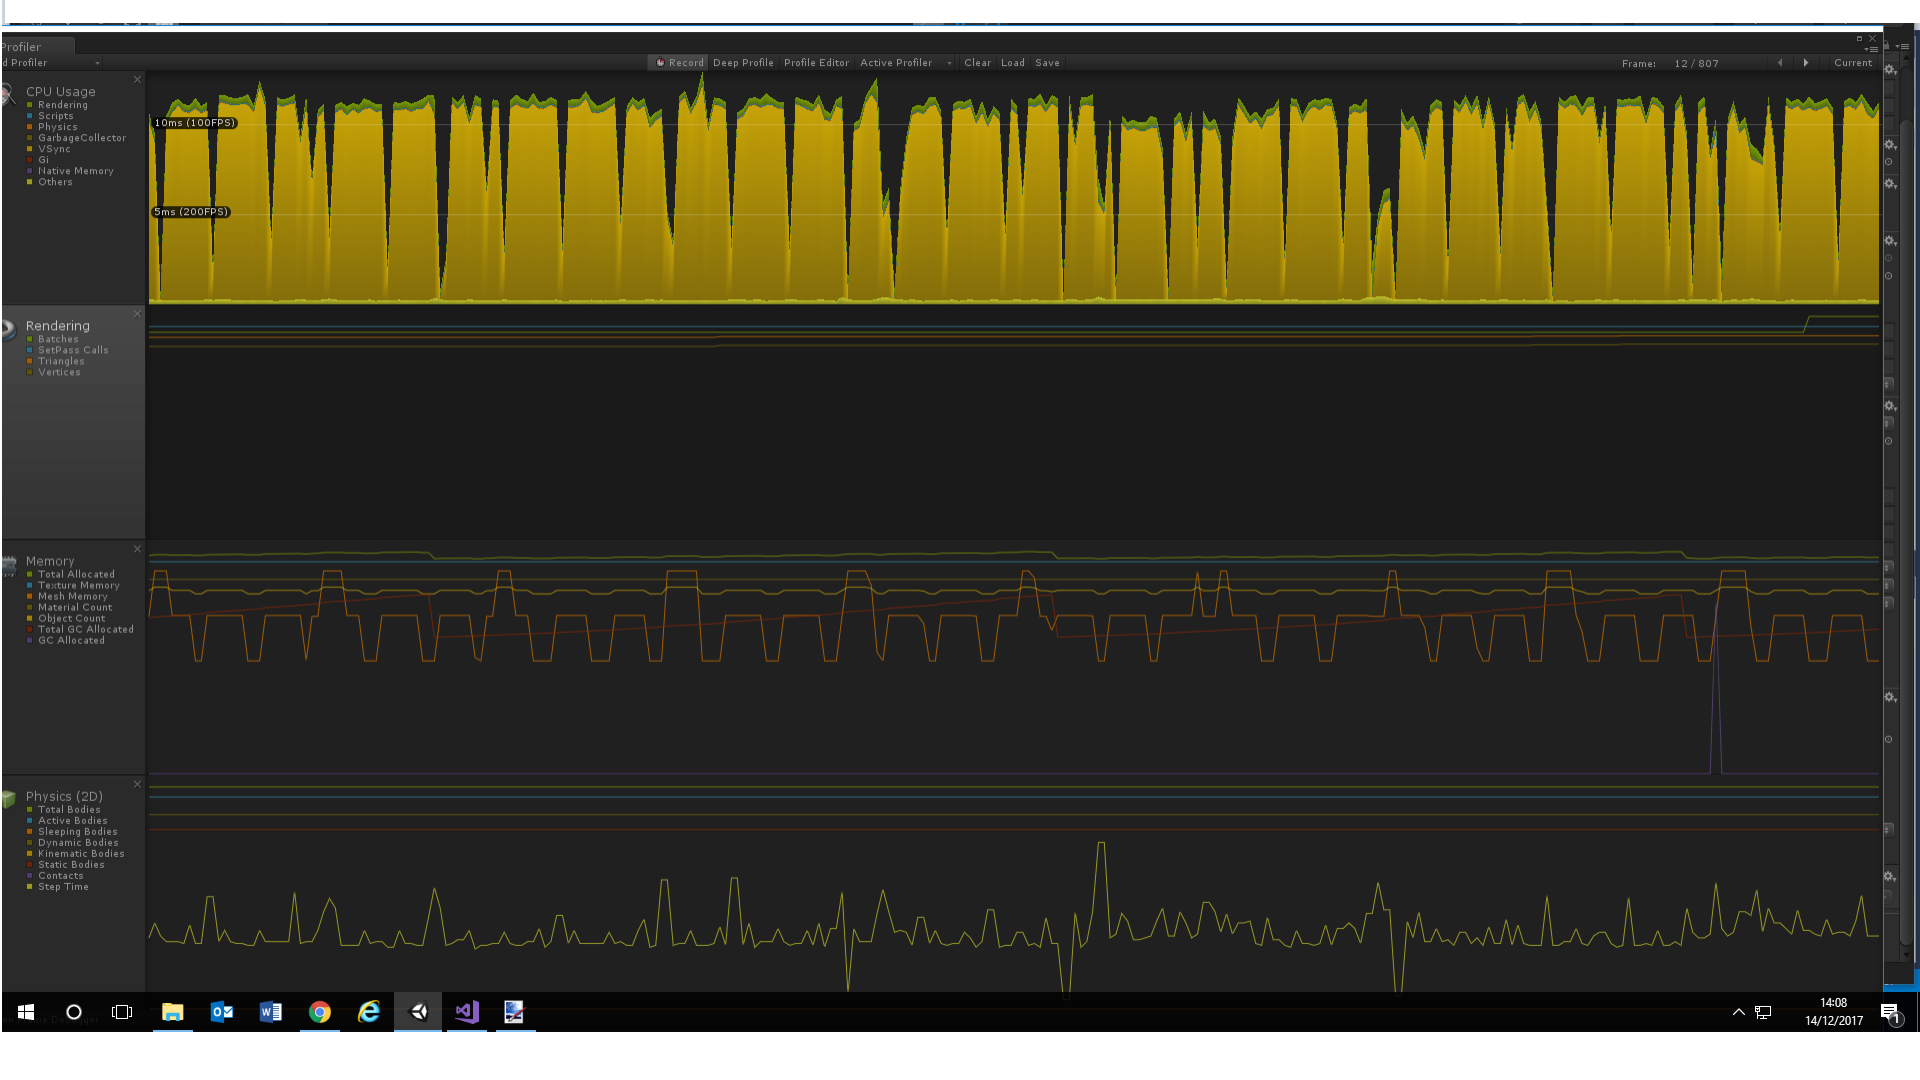 Profiler
d Profiler
Record
Deep Profile
Profile Editor
Active Profiler
Clear
Load
Save
Frame:
12 / 807
Current
CPU Usage
Rendering
Scripts
Physics
GarbageCollector
VSync
Gi
Native Memory
Others
10ms (100FPS)
5ms (200FPS)
Rendering
Batches
SetPass Calls
Triangles
Vertices
Memory
Total Allocated
Texture Memory
Mesh Memory
Material Count
Object Count
Total GC Allocated
GC Allocated
Physics (2D)
Total Bodies
Active Bodies
Sleeping Bodies
Dynamic Bodies
Kinematic Bodies
Static Bodies
Contacts
Step Time
14:08
14/12/2017
1